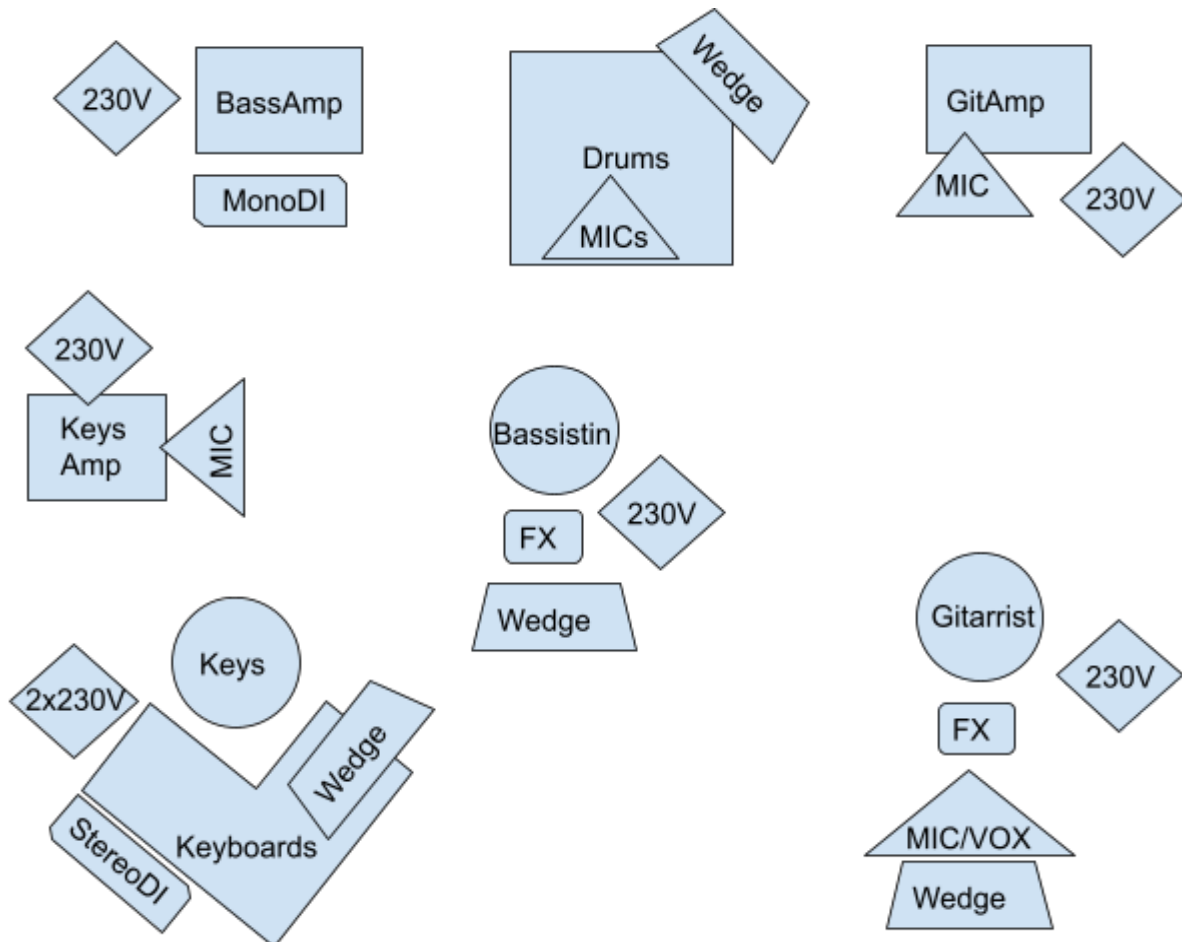 230V
BassAmp
MonoDI
Wedge
Drums
MICs
GitAmp
MIC
230V
230V
Keys
Amp
MIC
Bassistin
230V
FX
Wedge
Keys
2x230V
Wedge
Keyboards
StereoDI
Gitarrist
230V
FX
MIC/VOX
Wedge